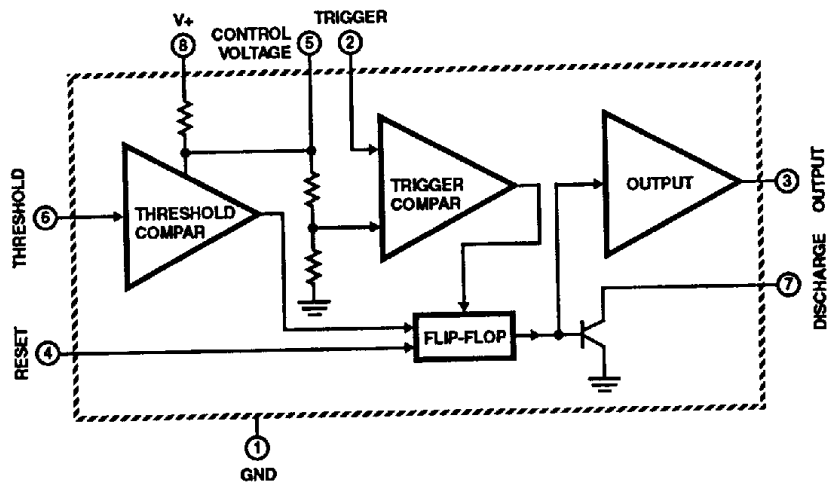 V+
8
CONTROL
VOLTAGE
5
TRIGGER
2
THRESHOLD
6
THRESHOLD
COMPAR
TRIGGER
COMPAR
OUTPUT
3
OUTPUT
7
DISCHARGE
RESET
4
FLIP-FLOP
1
GND